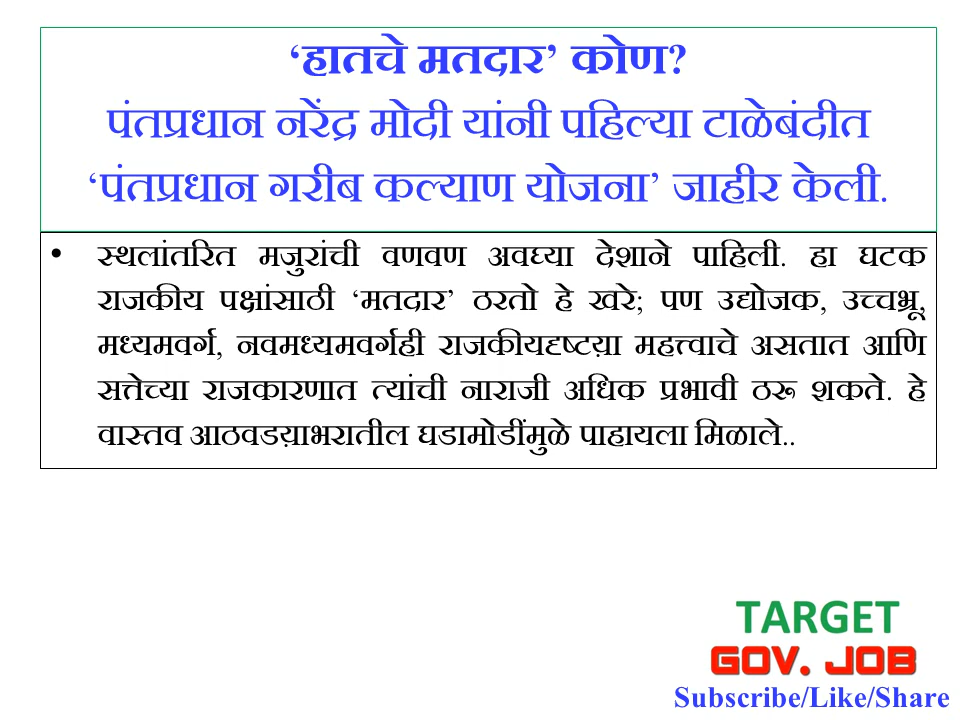 ‘हातचे मतदार’ कोण?
पंतप्रधान नरेंद्र मोदी यांनी पहिल्या टाळेबंदीत
‘पंतप्रधान गरीब कल्याण योजना’ जाहीर केली.
• स्थलांतरित मजुरांची वणवण अवघ्या देशाने पाहिली. हा घटक
राजकीय पक्षांसाठी ‘मतदार’ ठरतो हे खरे; पण उद्योजक, उच्चभ्रू,
मध्यमवर्ग, नवमध्यमवर्गही राजकीयदृष्टय़ा महत्त्वाचे असतात आणि
सत्तेच्या राजकारणात त्यांची नाराजी अधिक प्रभावी ठरू शकते. हे
वास्तव आठवडय़ाभरातील घडामोडींमुळे पाहायला मिळाले..
TARGET
GOV. JOB
Subscribe/Like/Share